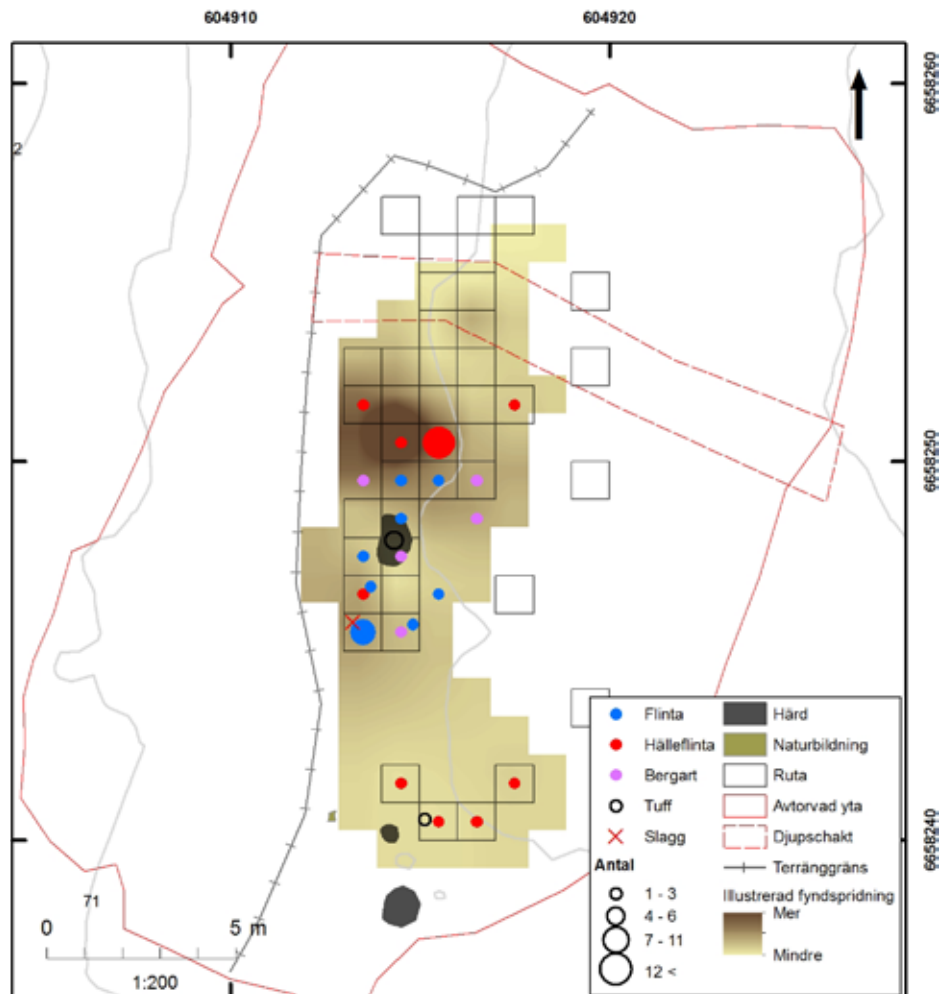 604910 604920
6658260
2
6658250
Flinta
Hälleflinta
Bergart
Tuff
Slagg
Antal
1 - 3
4 - 6
7 - 11
12 <
Härd
Naturbildning
Ruta
Avtorvad yta
Djupschakt
Terränggräns
Illustrerad fyndspridning
Mer
Mindre
6658240
71
0 5 m
1:200